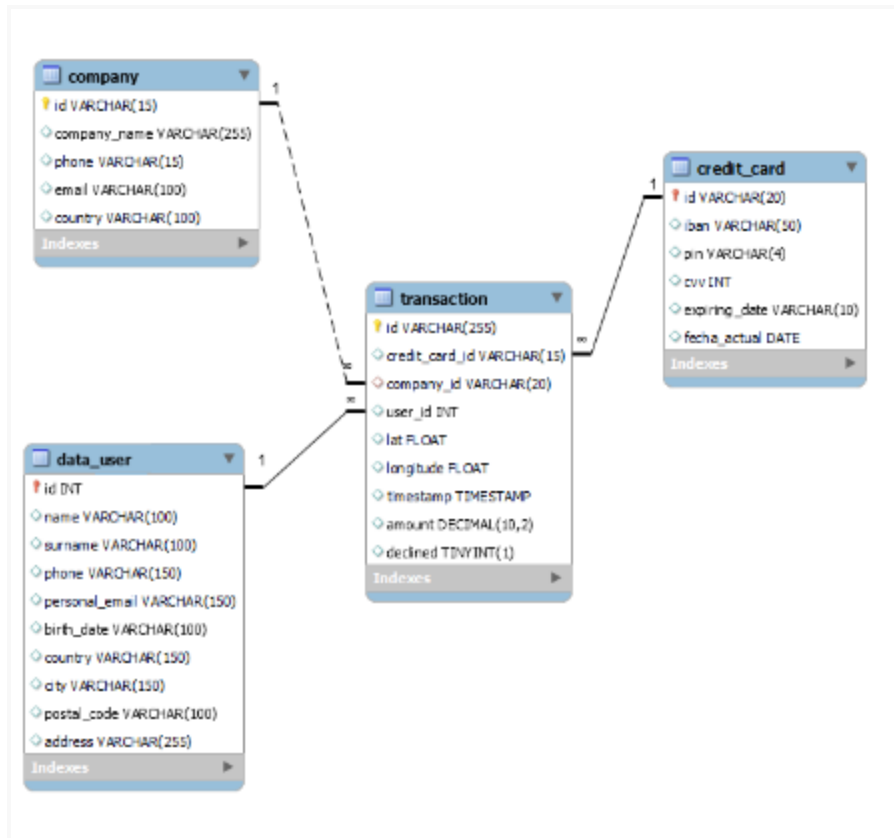 company
id VARCHAR(15)
company_name VARCHAR(255)
phone VARCHAR(15)
email VARCHAR(100)
country VARCHAR(100)
Indexes
1
∞
credit_card
id VARCHAR(20)
iban VARCHAR(50)
pin VARCHAR(4)
cvv INT
expiring_date VARCHAR(10)
fecha_actual DATE
Indexes
1
∞
transaction
id VARCHAR(255)
credit_card_id VARCHAR(15)
company_id VARCHAR(20)
user_id INT
lat FLOAT
longitude FLOAT
timestamp TIMESTAMP
amount DECIMAL(10,2)
declined TINYINT(1)
Indexes
∞
1
data_user
id INT
name VARCHAR(100)
surname VARCHAR(100)
phone VARCHAR(150)
personal_email VARCHAR(150)
birth_date VARCHAR(100)
country VARCHAR(150)
city VARCHAR(150)
postal_code VARCHAR(100)
address VARCHAR(255)
Indexes